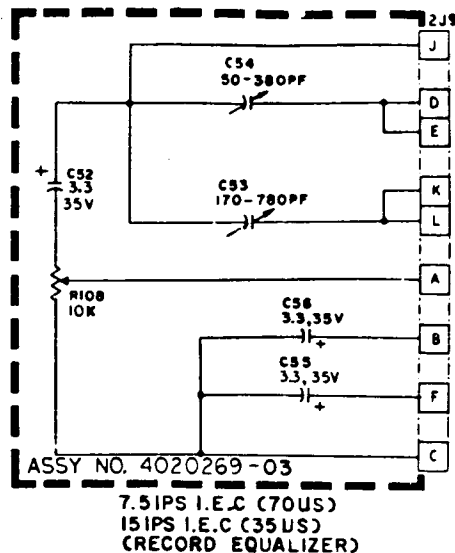 2J9
J
C54
50-380PF
D
E
+ C52
3.3
35V
C53
170-780PF
K
L
A
R108
10K
C56
3.3,35V
+
B
C55
3.3, 35V
+
F
C
ASSY NO. 4020269-03
7.5IPS I.E.C (70US)
15IPS I.E.C (35US)
(RECORD EQUALIZER)